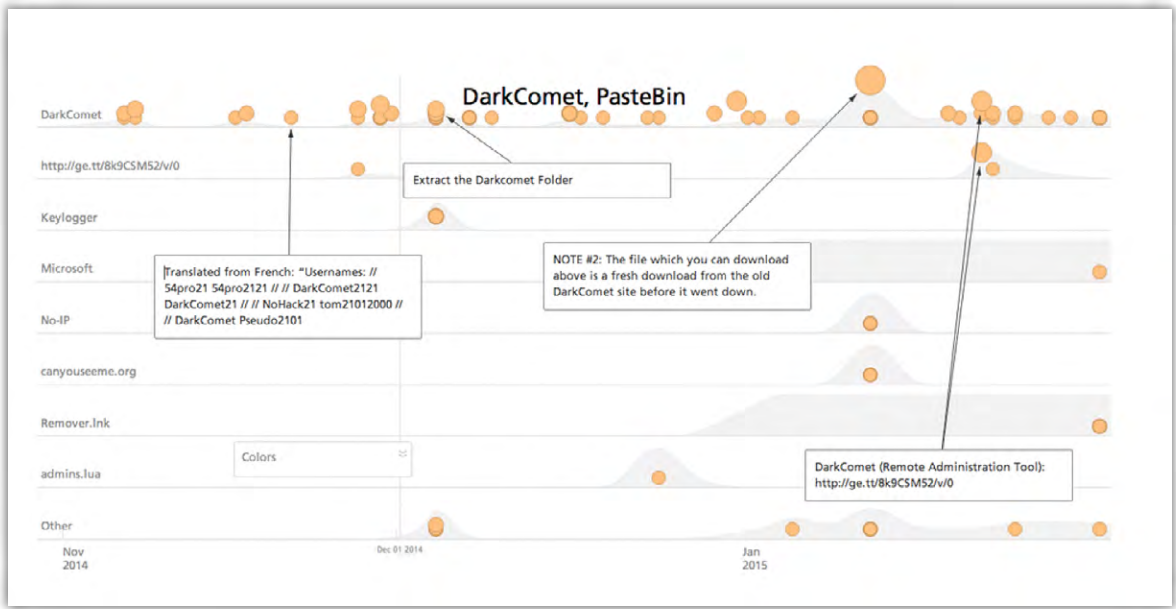 DarkComet, PasteBin
DarkComet
http://ge.tt/8k9CSM52/v/0
Extract the Darkcomet Folder
Keylogger
Microsoft
Translated from French: "Usernames: //
54pro21 54pro2121 // // DarkComet2121
DarkComet21 // // NoHack21 tom21012000 //
// DarkComet Pseudo2101
NOTE #2: The file which you can download
above is a fresh download from the old
DarkComet site before it went down.
No-IP
canyouseeme.org
Remover.lnk
Colors
admins.lua
DarkComet (Remote Administration Tool):
http://ge.tt/8k9CSM52/v/0
Other
Nov
2014
Dec 01 2014
Jan
2015